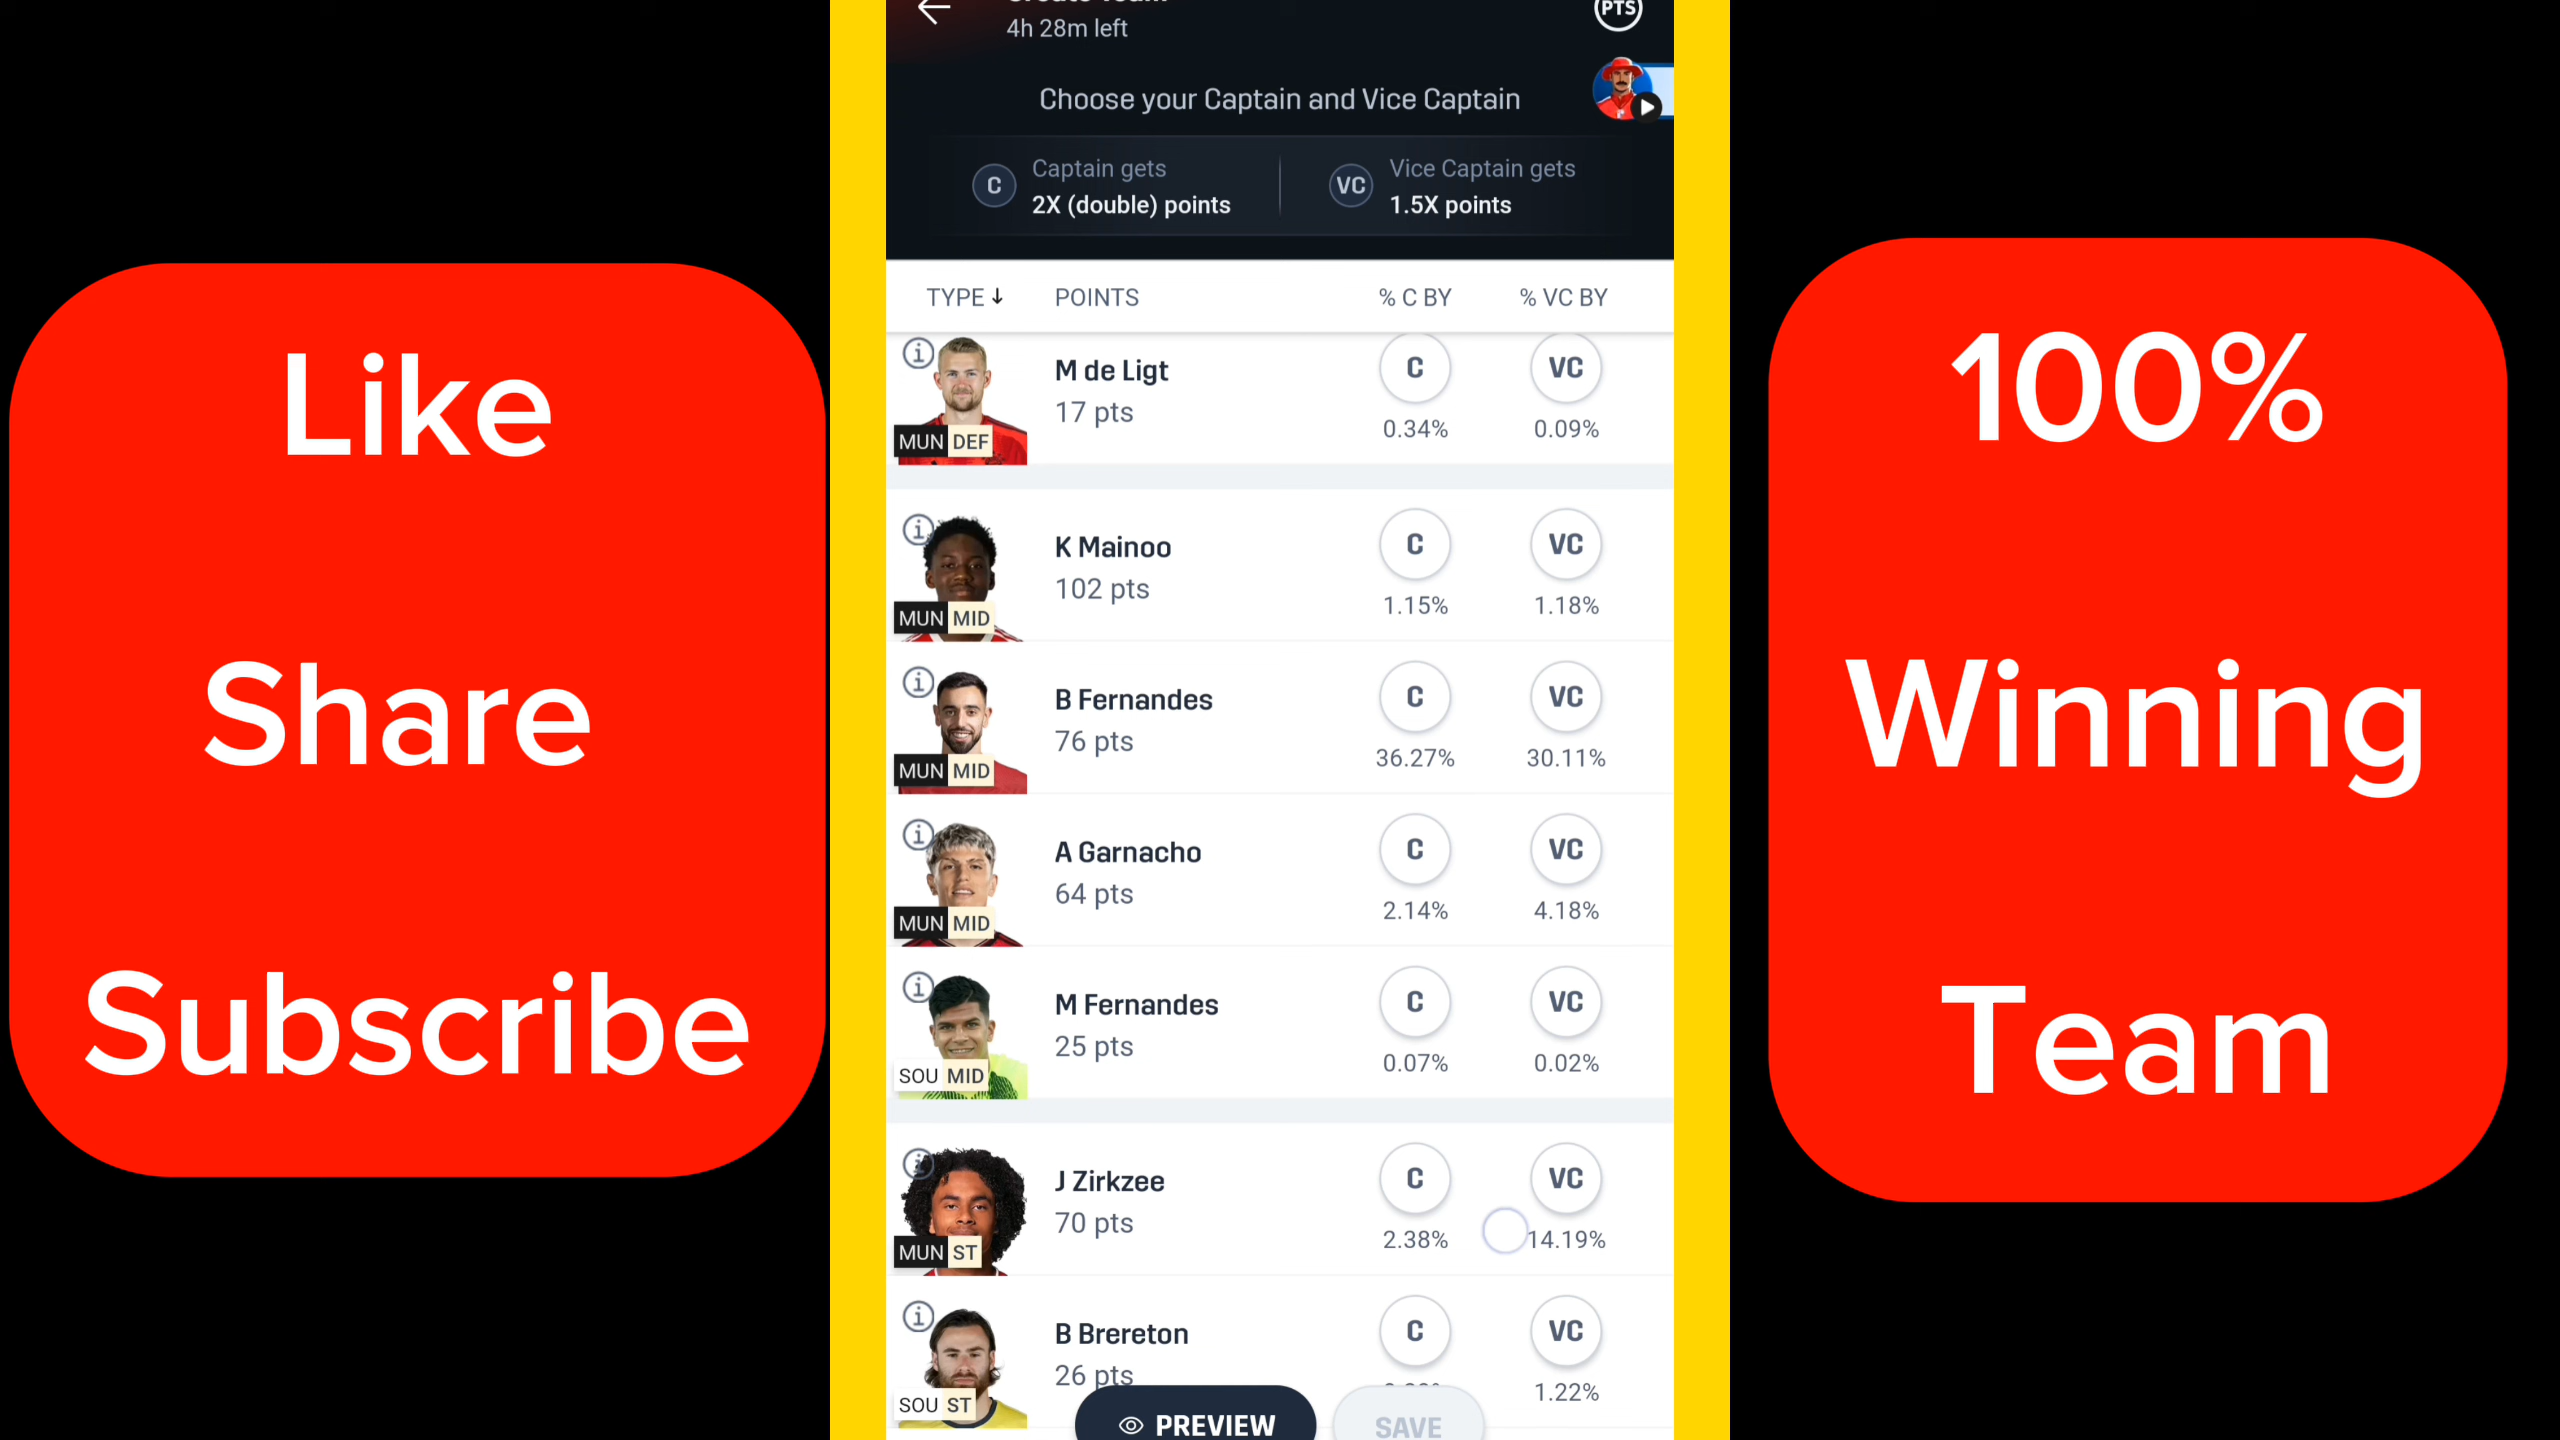 Like
Share
Subscribe
4h 28m left
PTS
Choose your Captain and Vice Captain
C
Captain gets
2X (double) points
VC
Vice Captain gets
1.5X points
TYPE ↓ POINTS % C BY % VC BY
M de Ligt
17 pts
MUN DEF
C
0.34%
VC
0.09%
K Mainoo
102 pts
MUN MID
C
1.15%
VC
1.18%
B Fernandes
76 pts
MUN MID
C
36.27%
VC
30.11%
A Garnacho
64 pts
MUN MID
C
2.14%
VC
4.18%
M Fernandes
25 pts
SOU MID
C
0.07%
VC
0.02%
J Zirkzee
70 pts
MUN ST
C
2.38%
VC
14.19%
B Brereton
26 pts
SOU ST
C
VC
1.22%
PREVIEW
SAVE
100%
Winning
Team